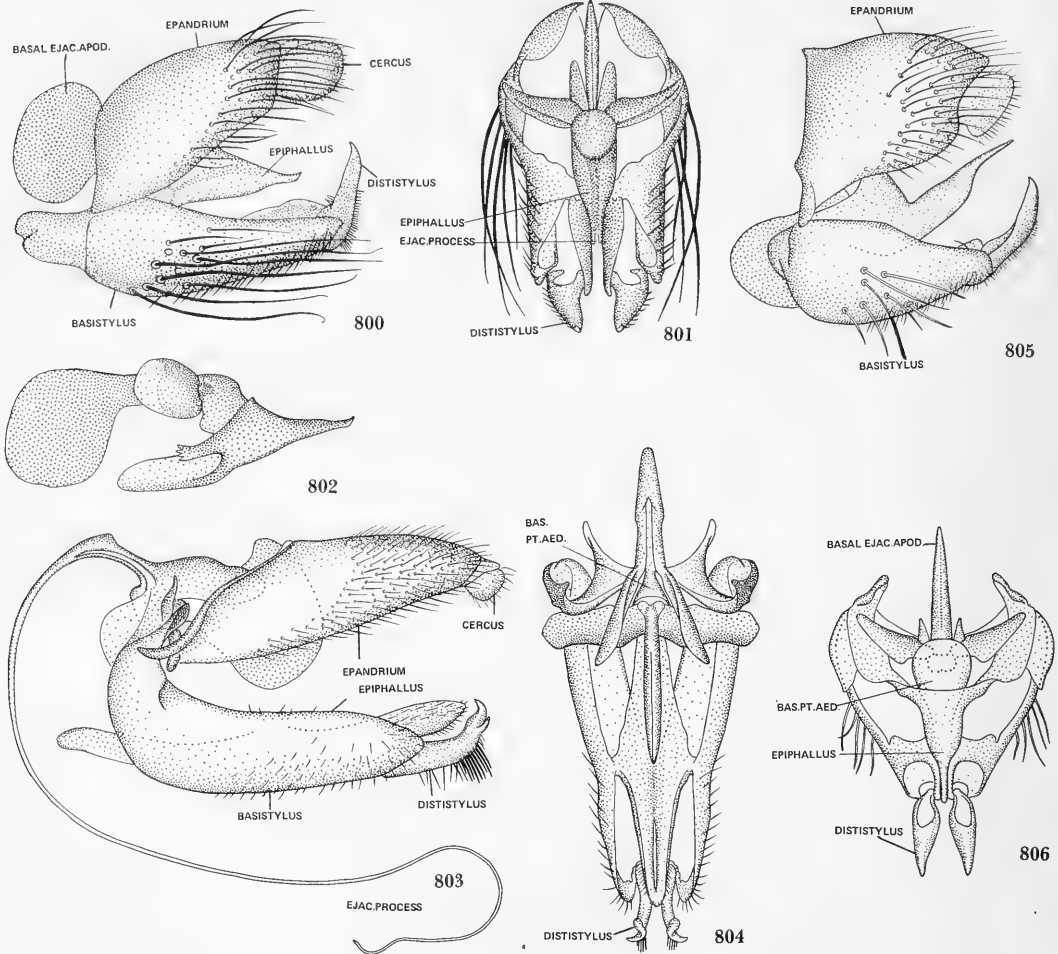 EPANDRIUM
BASAL EJAC.APOD.
CERCUS
EPIPHALLUS
DISTISTYLUS
BASISTYLUS
800
EPIPHALLUS
EJAC.PROCESS
DISTISTYLUS
801
EPANDRIUM
BASISTYLUS
805
802
CERCUS
EPANDRIUM
EPIPHALLUS
BASISTYLUS
DISTISTYLUS
803
EJAC.PROCESS
BAS.
PT.AED.
DISTISTYLUS
804
BASAL EJAC.APOD.
BAS.PT.AED.
EPIPHALLUS
DISTISTYLUS
806